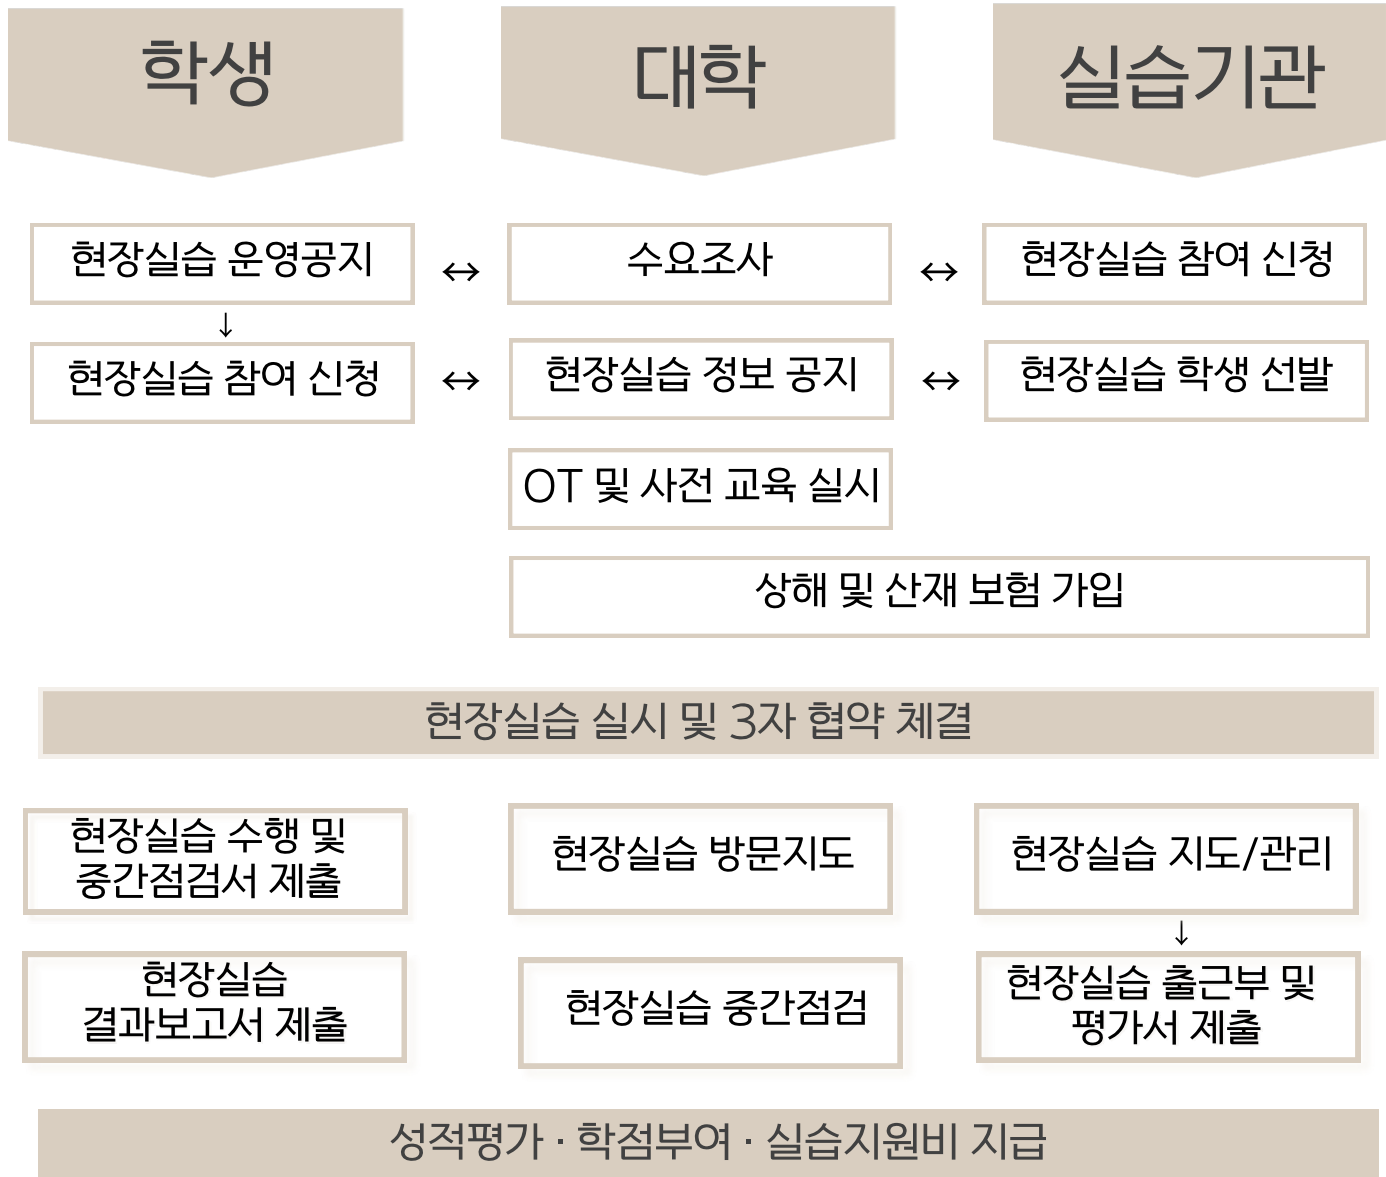 학생
대학
실습기관
현장실습 운영공지
↔
수요조사
↔
현장실습 참여 신청
↓
현장실습 참여 신청
↔
현장실습 정보 공지
↔
현장실습 학생 선발
OT 및 사전 교육 실시
상해 및 산재 보험 가입
현장실습 실시 및 3자 협약 체결
현장실습 수행 및
중간점검서 제출
현장실습 방문지도
현장실습 지도/관리
↓
현장실습
결과보고서 제출
현장실습 중간점검
현장실습 출근부 및
평가서 제출
성적평가 · 학점부여 · 실습지원비 지급